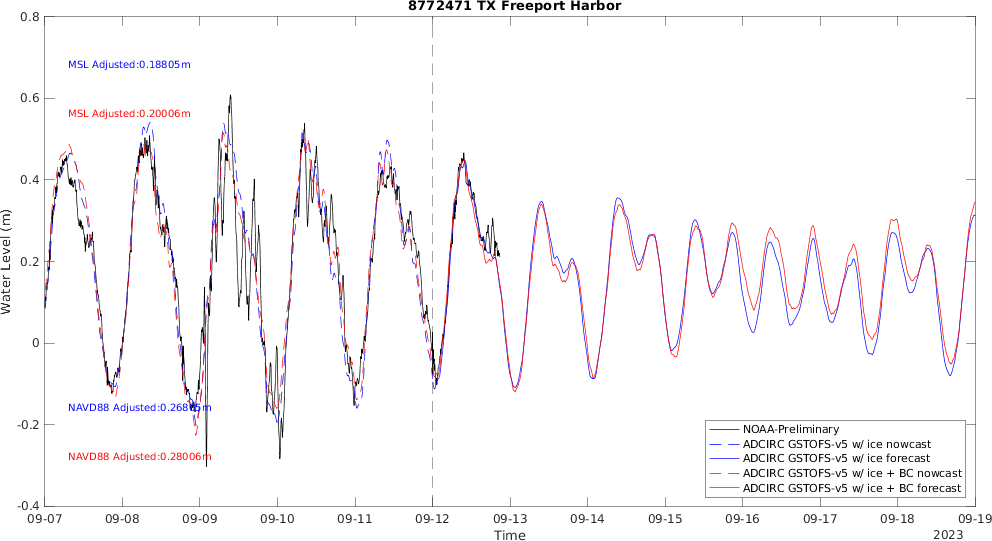 8772471 TX Freeport Harbor
0.8
0.6
0.4
0.2
0
-0.2
-0.4
Water Level (m)
MSL Adjusted:0.18805m
MSL Adjusted:0.20006m
NAVD88 Adjusted:0.26805m
NAVD88 Adjusted:0.28006m
NOAA-Preliminary
ADCIRC GSTOFS-v5 w/ ice nowcast
ADCIRC GSTOFS-v5 w/ ice forecast
ADCIRC GSTOFS-v5 w/ ice + BC nowcast
ADCIRC GSTOFS-v5 w/ ice + BC forecast
09-07 09-08 09-09 09-10 09-11 09-12 09-13 09-14 09-15 09-16 09-17 09-18 09-19
Time
2023